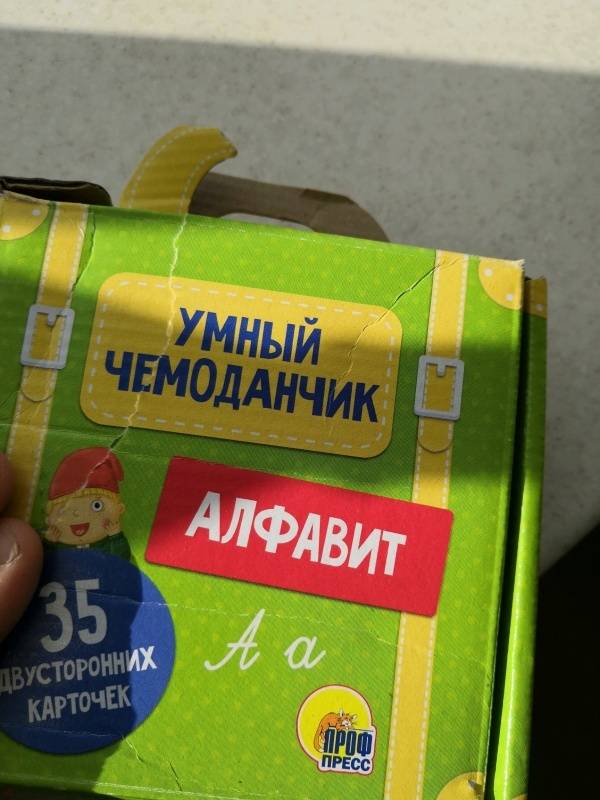 УМНЫЙ
ЧЕМОДАНЧИК
АЛФАВИТ
А а
35
ДВУСТОРОННИХ
КАРТОЧЕК
ПРОФ
ПРЕСС